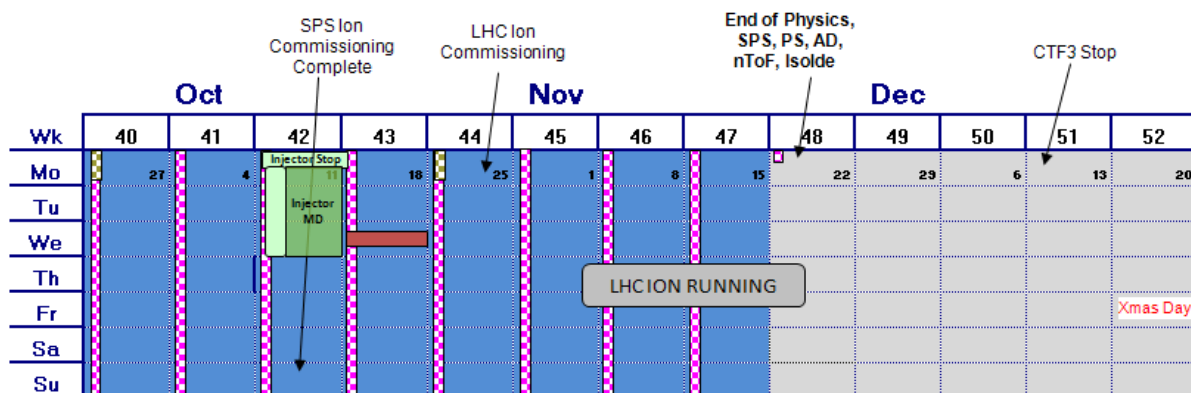 SPS Ion
Commissioning
Complete
LHC Ion
Commissioning
End of Physics,
SPS, PS, AD,
nToF, Isolde
CTF3 Stop
Oct Nov Dec
Wk 40 41 42 43 44 45 46 47 48 49 50 51 52
Injector Stop
Mo 27 4 11 18 25 1 8 15 22 29 6 13 20
Tu
Injector
MD
We
Th
LHC ION RUNNING
Fr
Xmas Day
Sa
Su